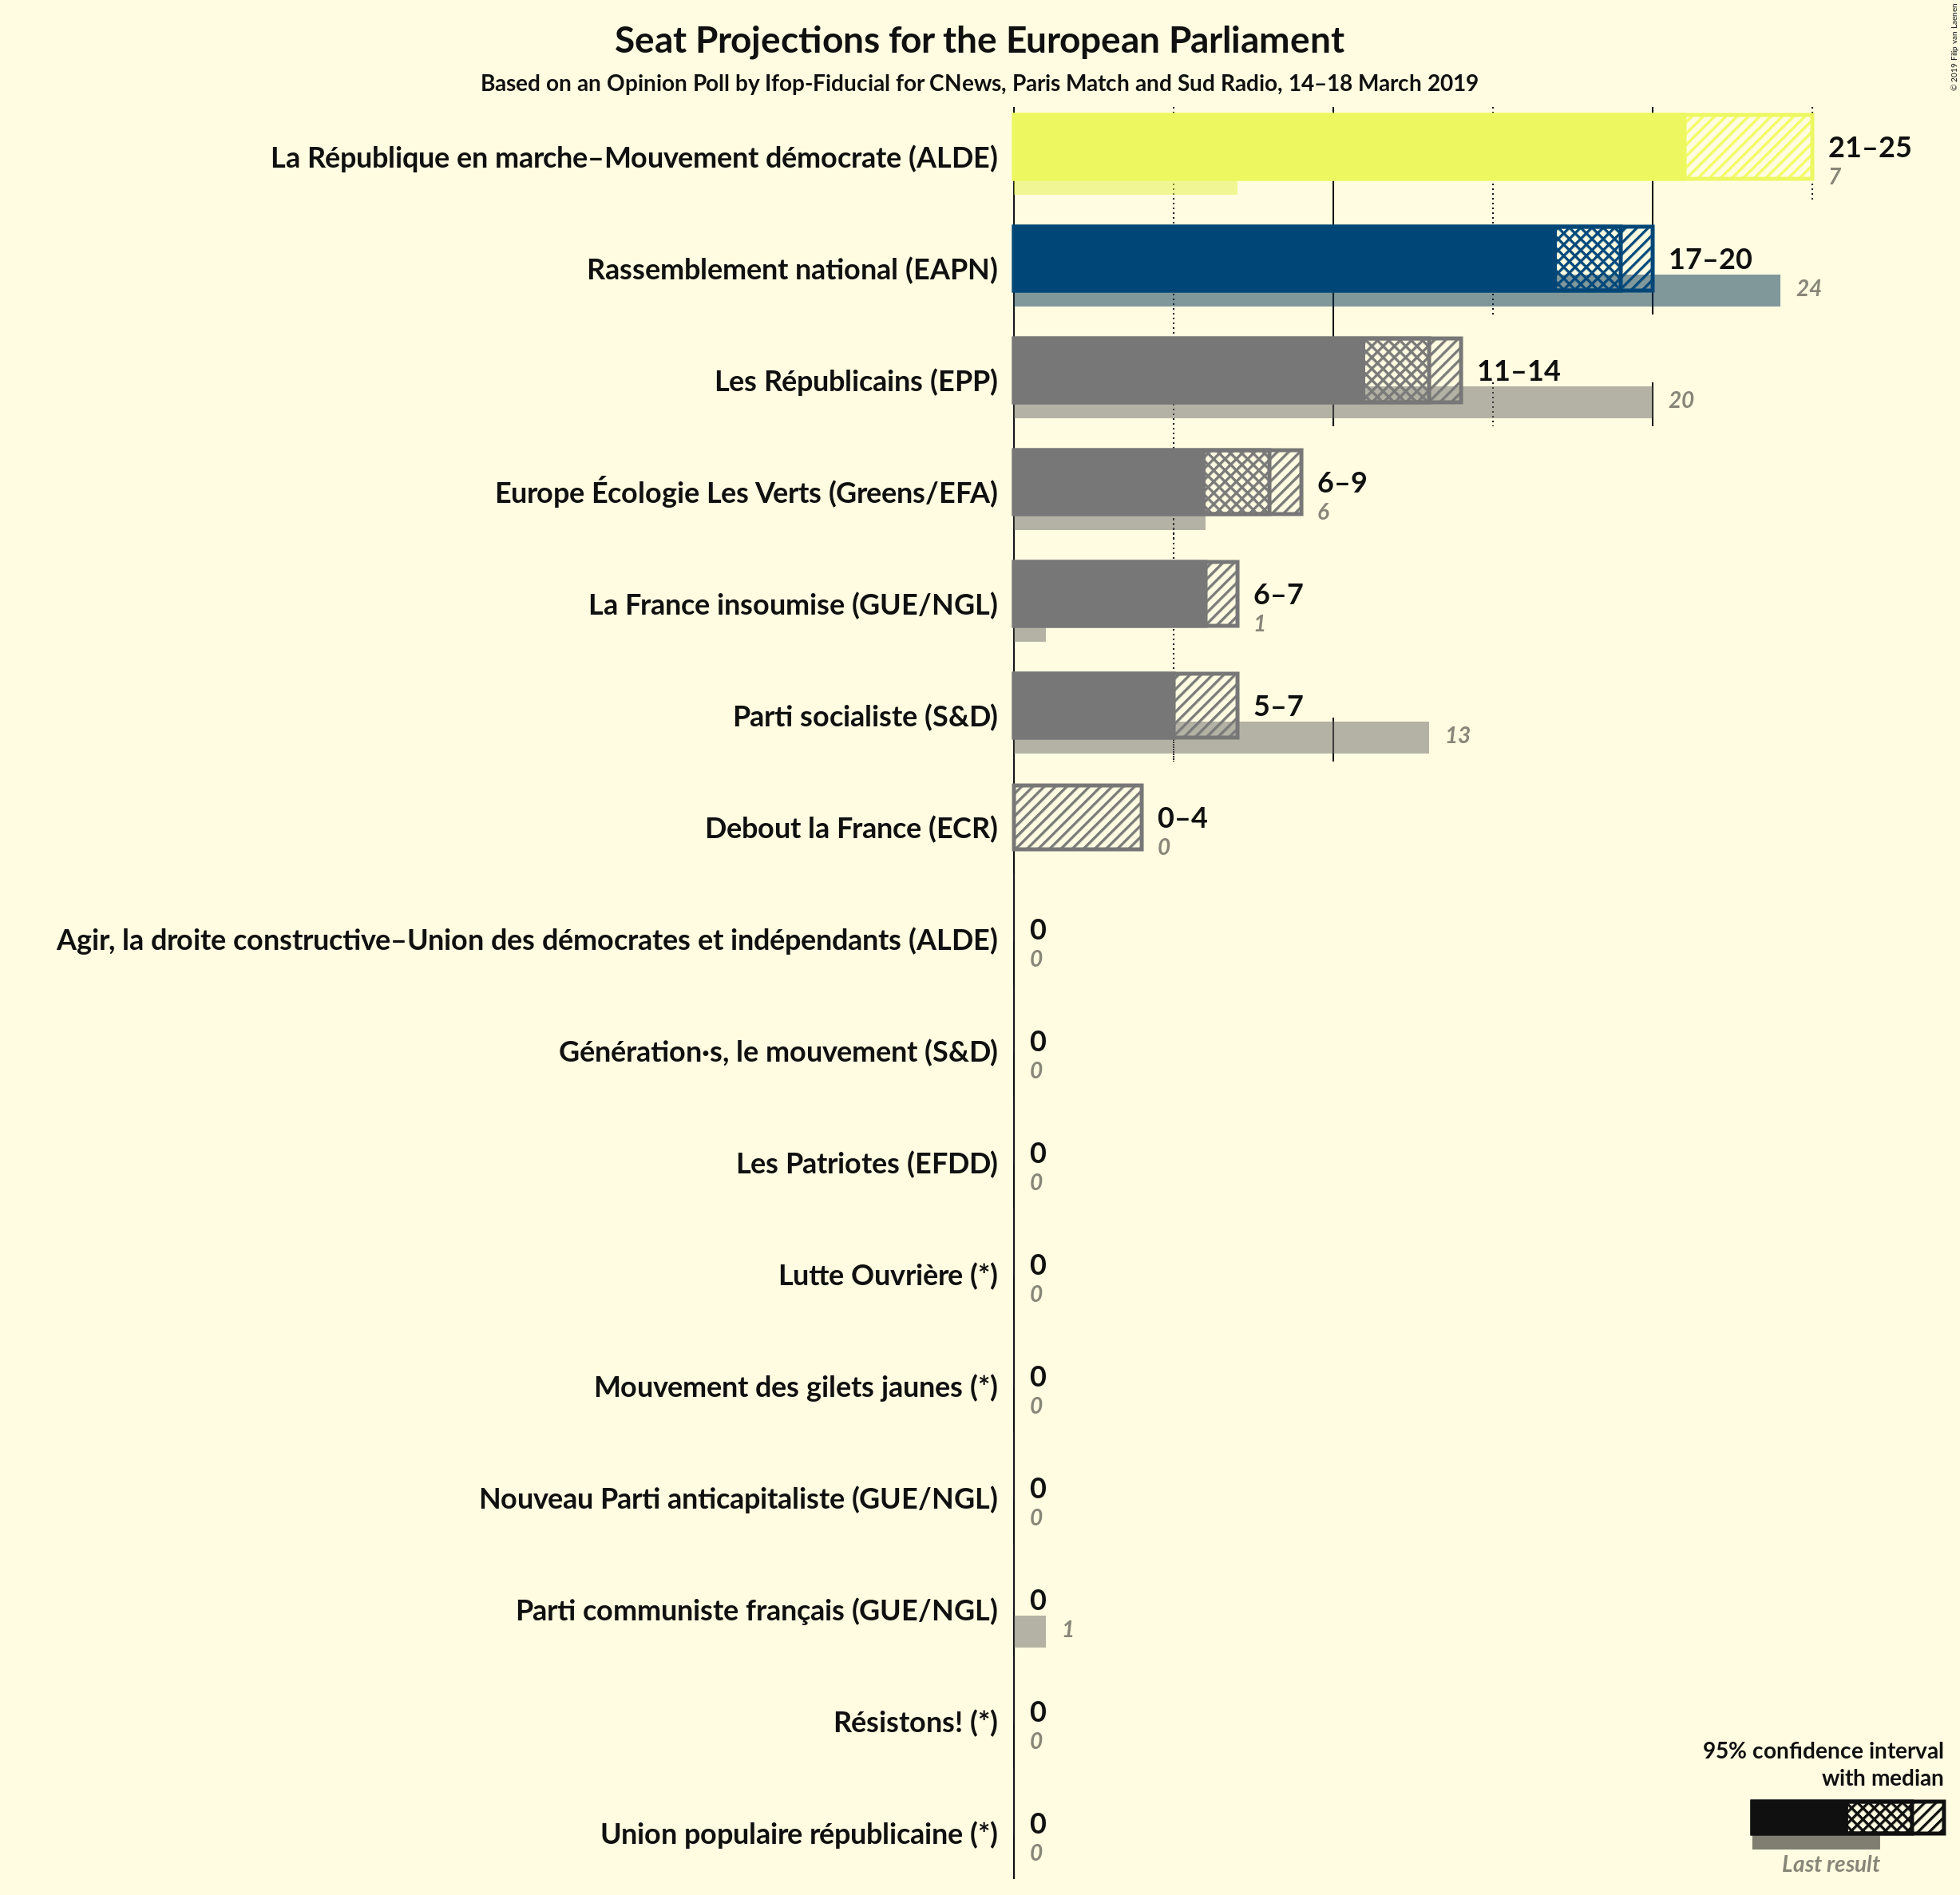 Seat Projections for the European Parliament
Based on an Opinion Poll by Ifop-Fiducial for CNews, Paris Match and Sud Radio, 14–18 March 2019
© 2019 Filip van Laenen
La République en marche–Mouvement démocrate (ALDE)
21–25
7
Rassemblement national (EAPN)
17–20
24
Les Républicains (EPP)
11–14
20
Europe Écologie Les Verts (Greens/EFA)
6–9
6
La France insoumise (GUE/NGL)
6–7
1
Parti socialiste (S&D)
5–7
13
Debout la France (ECR)
0–4
0
Agir, la droite constructive–Union des démocrates et indépendants (ALDE)
0
0
Génération·s, le mouvement (S&D)
0
0
Les Patriotes (EFDD)
0
0
Lutte Ouvrière (*)
0
0
Mouvement des gilets jaunes (*)
0
0
Nouveau Parti anticapitaliste (GUE/NGL)
0
0
Parti communiste français (GUE/NGL)
0
1
Résistons! (*)
0
0
Union populaire républicaine (*)
0
0
95% confidence interval
with median
Last result